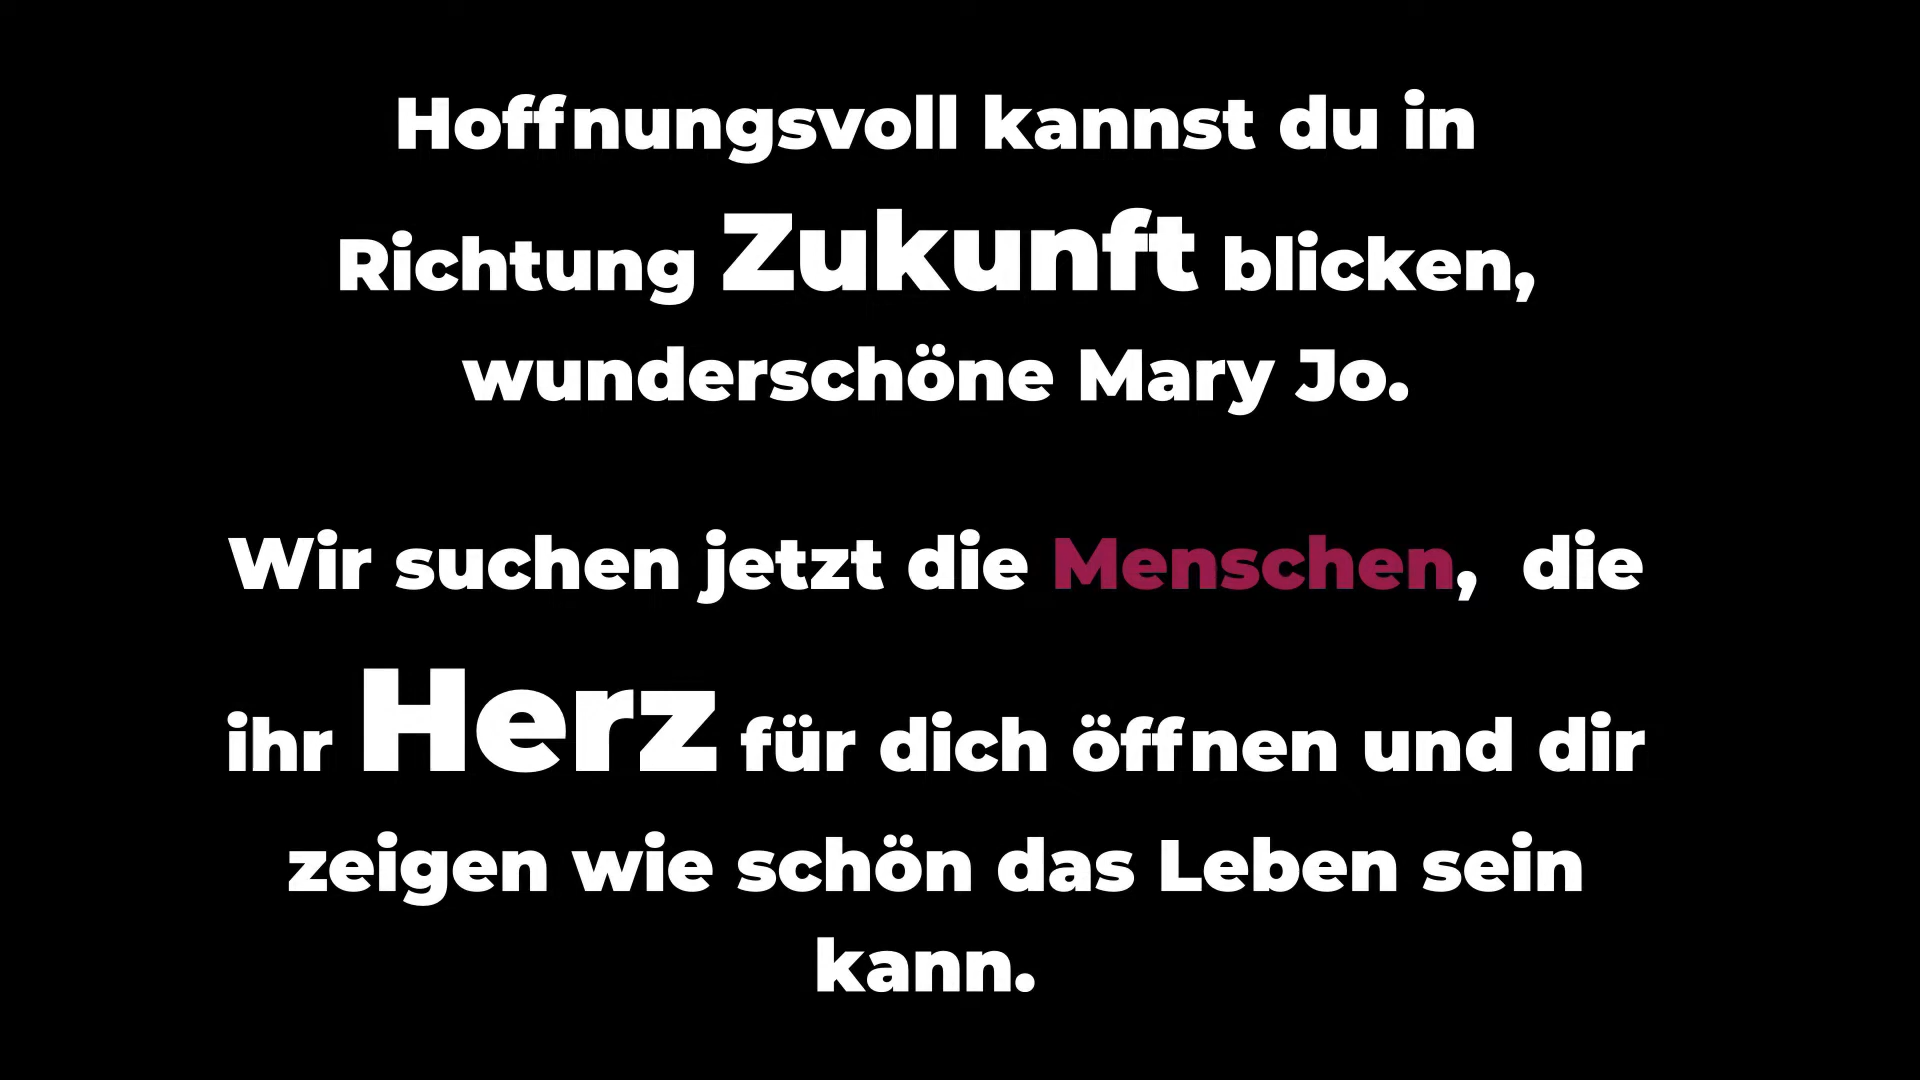 Hoffnungsvoll kannst du in
Richtung Zukunft blicken,
wunderschöne Mary Jo.
Wir suchen jetzt die Menschen, die
ihr Herz für dich öffnen und dir
zeigen wie schön das Leben sein
kann.